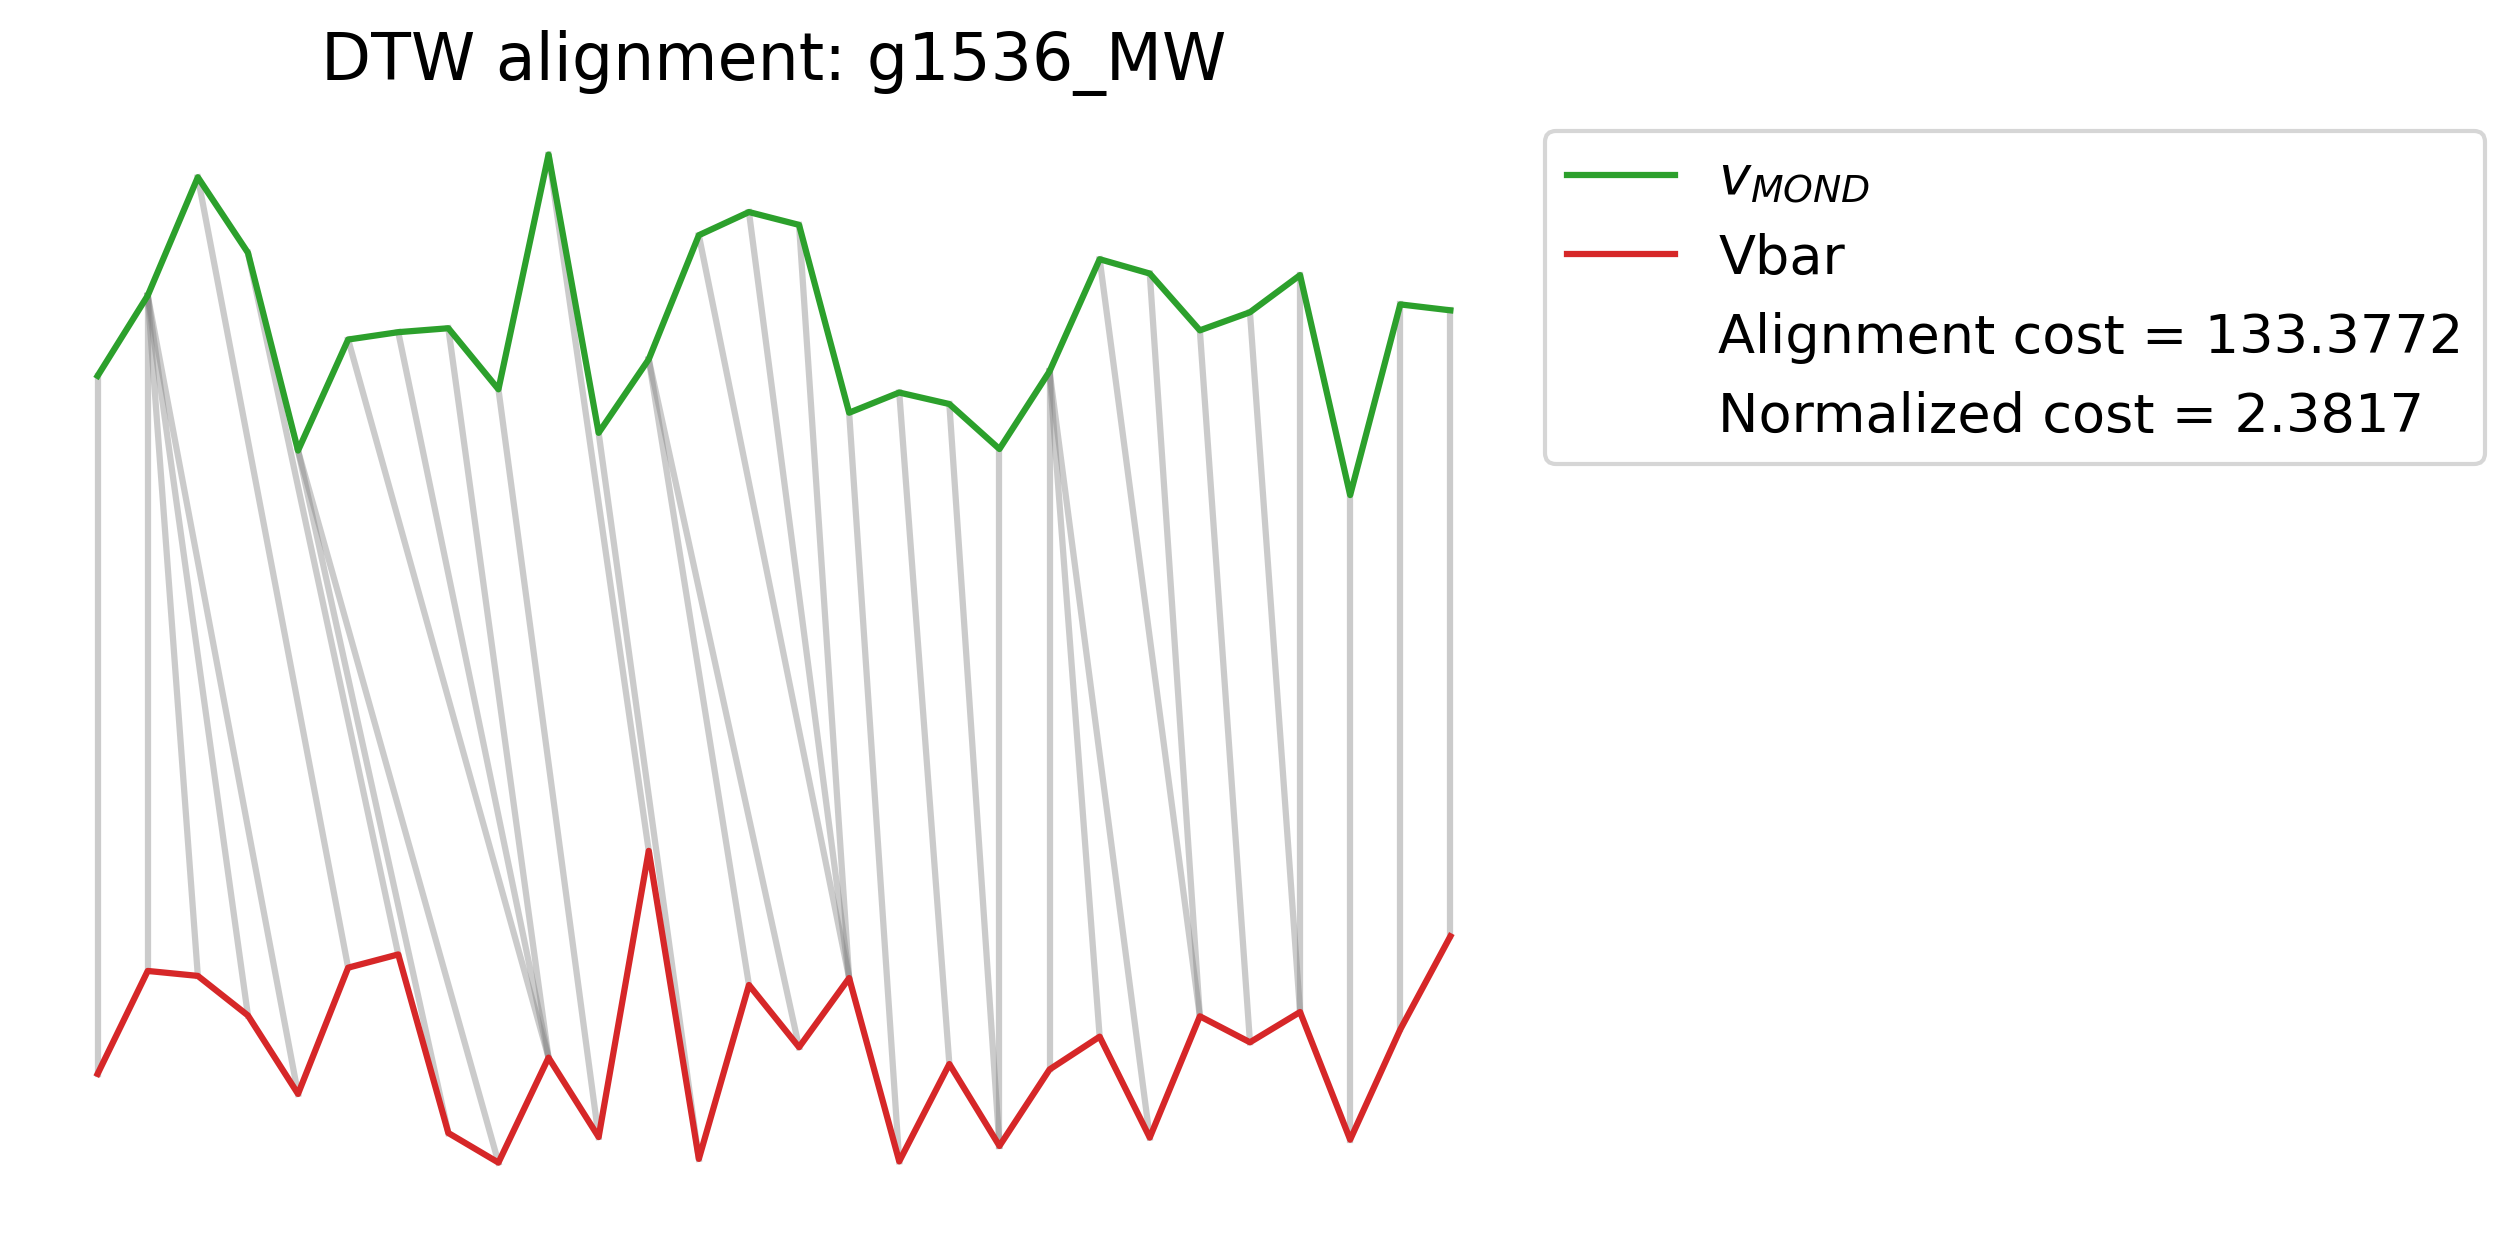 DTW alignment: g1536_MW
v_MOND
Vbar
Alignment cost = 133.3772
Normalized cost = 2.3817